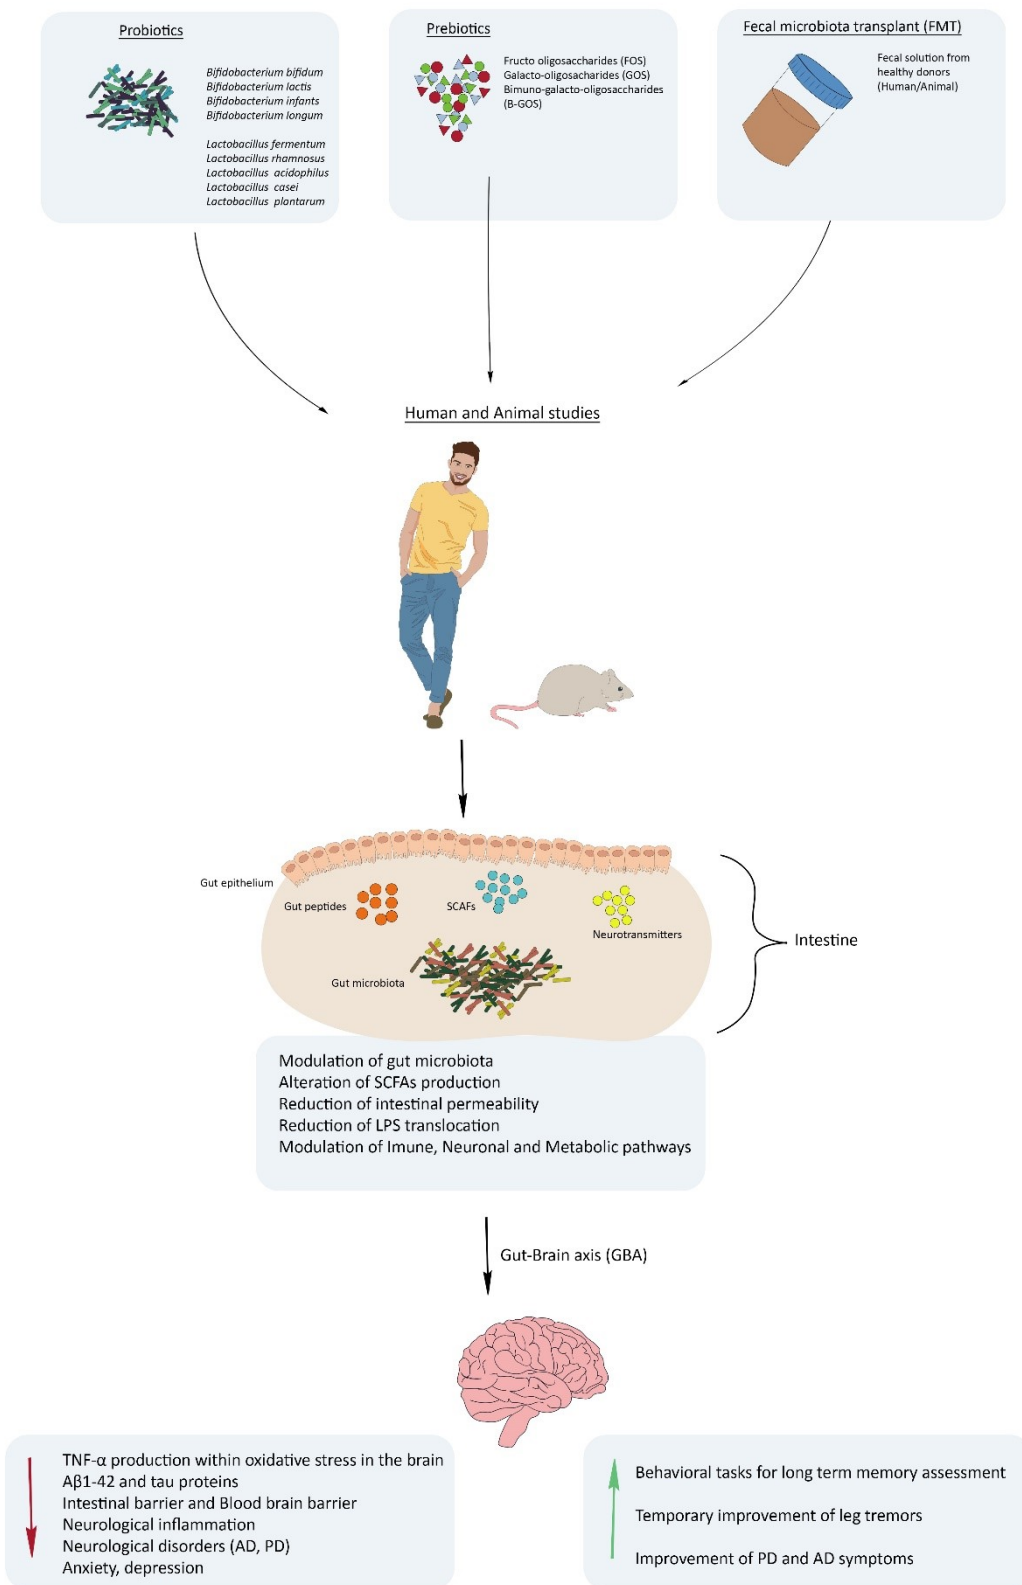 Probiotics
Bifidobacterium bifidum
Bifidobacterium lactis
Bifidobacterium infants
Bifidobacterium longum
Lactobacillus fermentum
Lactobacillus rhamnosus
Lactobacillus acidophilus
Lactobacillus casei
Lactobacillus plantarum
Prebiotics
Fructo oligosaccharides (FOS)
Galacto-oligosacharides (GOS)
Bimuno-galacto-oligosaccharides
(B-GOS)
Fecal microbiota transplant (FMT)
Fecal solution from
healthy donors
(Human/Animal)
Human and Animal studies
Gut epithelium
Gut peptides
SCAFs
Neurotransmitters
Gut microbiota
Intestine
Modulation of gut microbiota
Alteration of SCFAs production
Reduction of intestinal permeability
Reduction of LPS translocation
Modulation of Imune, Neuronal and Metabolic pathways
Gut-Brain axis (GBA)
TNF-α production within oxidative stress in the brain
Aβ1-42 and tau proteins
Intestinal barrier and Blood brain barrier
Neurological inflammation
Neurological disorders (AD, PD)
Anxiety, depression
Behavioral tasks for long term memory assessment
Temporary improvement of leg tremors
Improvement of PD and AD symptoms